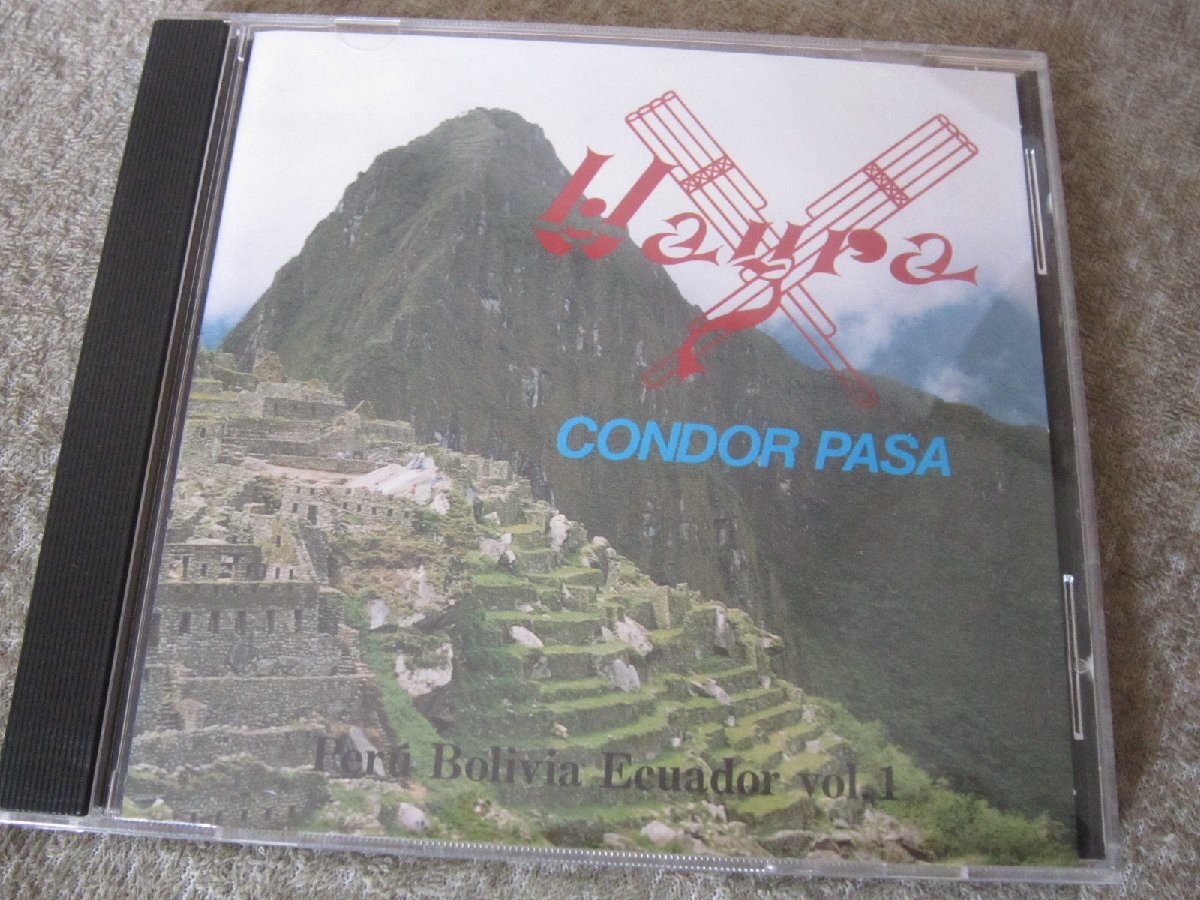 Wayra
CONDOR PASA
Perú Bolivia Ecuador vol.1